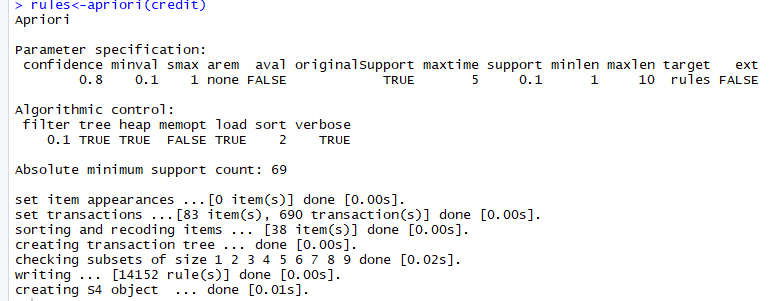 > rules<-apriori(credit)
Apriori

Parameter specification:
 confidence minval smax arem  aval originalSupport maxtime support minlen maxlen target   ext
        0.8    0.1    1 none FALSE            TRUE       5     0.1      1     10  rules FALSE

Algorithmic control:
 filter tree heap memopt load sort verbose
    0.1 TRUE TRUE  FALSE TRUE    2    TRUE

Absolute minimum support count: 69

set item appearances ...[0 item(s)] done [0.00s].
set transactions ...[83 item(s), 690 transaction(s)] done [0.00s].
sorting and recoding items ... [38 item(s)] done [0.00s].
creating transaction tree ... done [0.00s].
checking subsets of size 1 2 3 4 5 6 7 8 9 done [0.02s].
writing ... [14152 rule(s)] done [0.00s].
creating S4 object  ... done [0.01s].